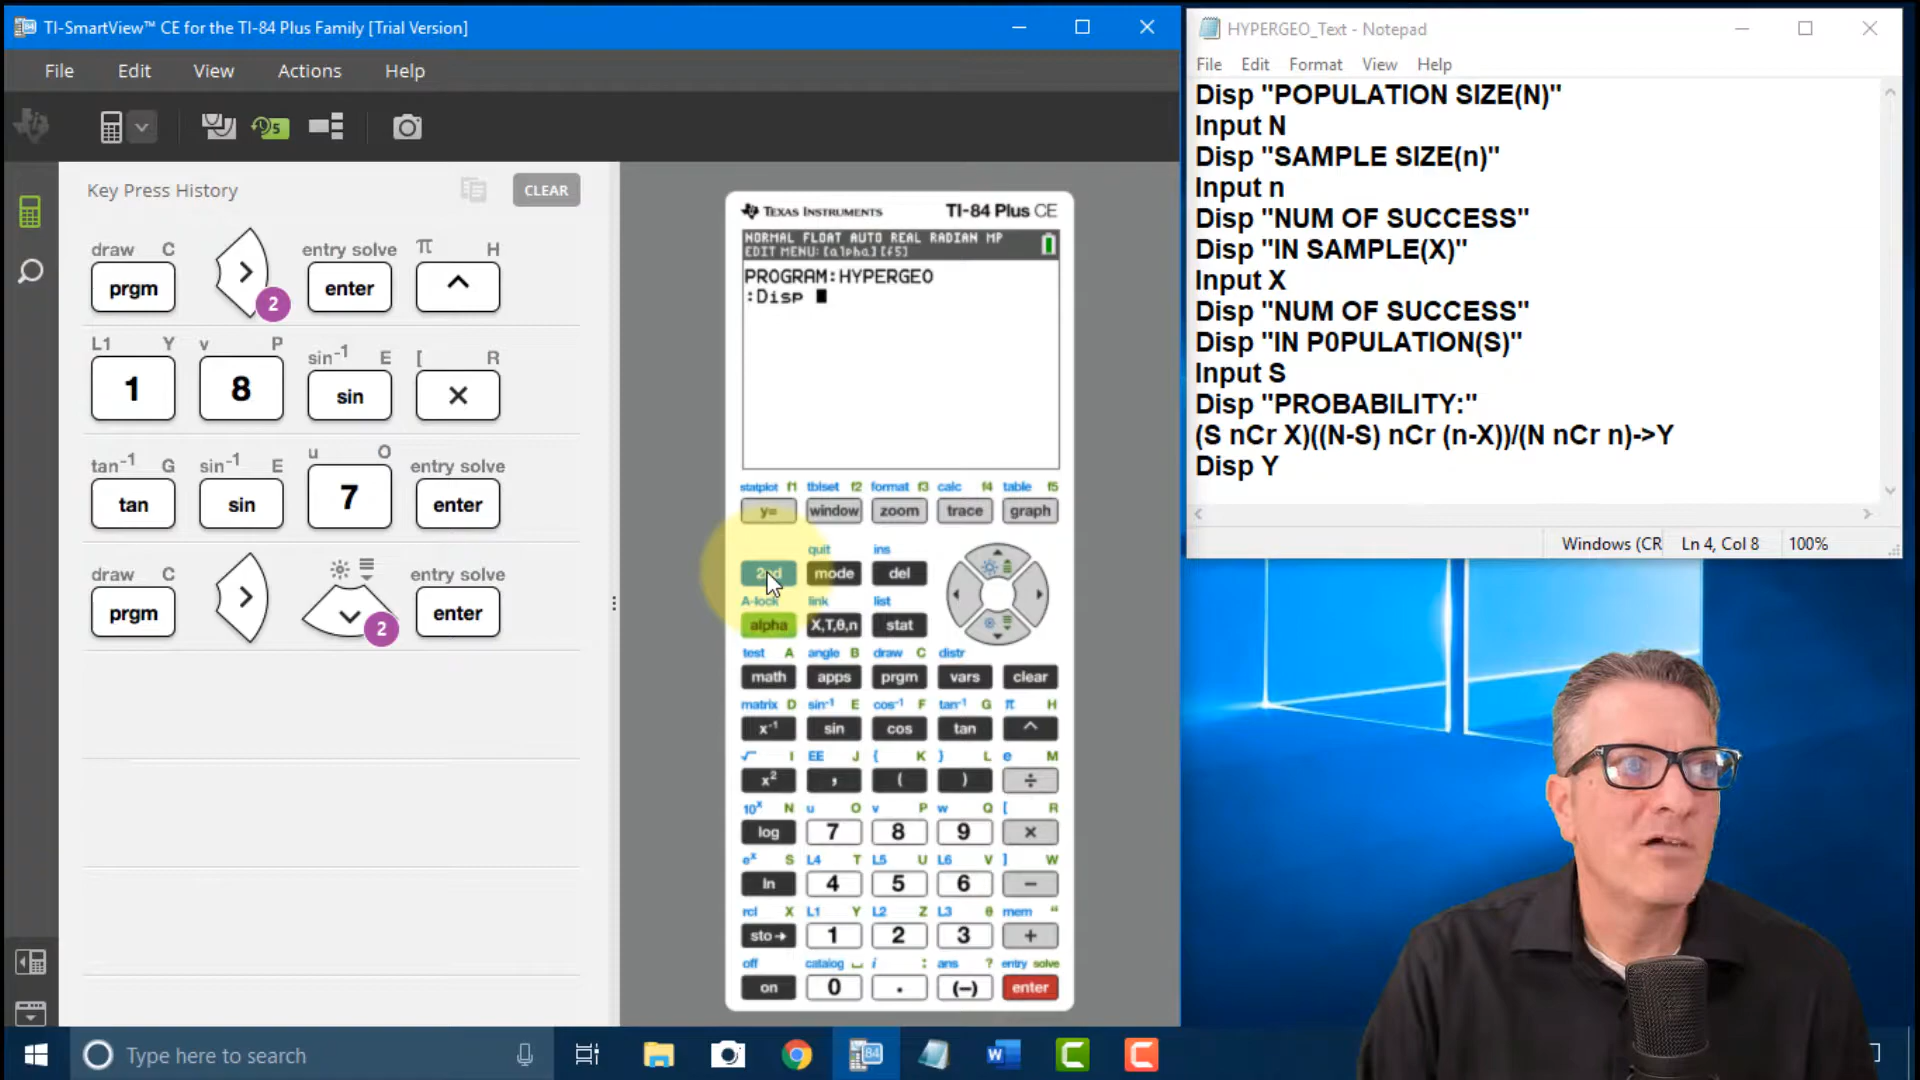 TI-SmartView™ CE for the TI-84 Plus Family [Trial Version]
File Edit View Actions Help
5
Key Press History
CLEAR
draw C
prgm
2
entry solve
enter
π H
^
L1 Y
1
v P
8
sin-1 E
sin
[ R
×
tan-1 G
tan
sin-1 E
sin
u O
7
entry solve
enter
draw C
prgm
2
entry solve
enter
TEXAS INSTRUMENTS TI-84 Plus CE
NORMAL FLOAT AUTO REAL RADIAN MP
EDIT MENU: [alpha] [f5]
PROGRAM:HYPERGEO
:Disp
statplot f1 tblset f2 format f3 calc f4 table f5
y= window zoom trace graph
quit ins
2nd mode del
A-lock link list
alpha X,T,θ,n stat
test A angle B draw C distr
math apps prgm vars clear
matrix D sin-1 E cos-1 F tan-1 G π H
x-1 sin cos tan ^
√ I EE J { K } L e M
x2 , ( ) ÷
10x N u O v P w Q [ R
log 7 8 9 ×
ex S L4 T L5 U L6 V ] W
ln 4 5 6 −
rcl X L1 Y L2 Z L3 θ mem "
sto→ 1 2 3 +
off catalog i : ans ? entry solve
on 0 . (−) enter
HYPERGEO_Text - Notepad
File Edit Format View Help
Disp "POPULATION SIZE(N)"
Input N
Disp "SAMPLE SIZE(n)"
Input n
Disp "NUM OF SUCCESS"
Disp "IN SAMPLE(X)"
Input X
Disp "NUM OF SUCCESS"
Disp "IN P0PULATION(S)"
Input S
Disp "PROBABILITY:"
(S nCr X)((N-S) nCr (n-X))/(N nCr n)->Y
Disp Y
Windows (CR Ln 4, Col 8 100%
Type here to search
84
W
C
C